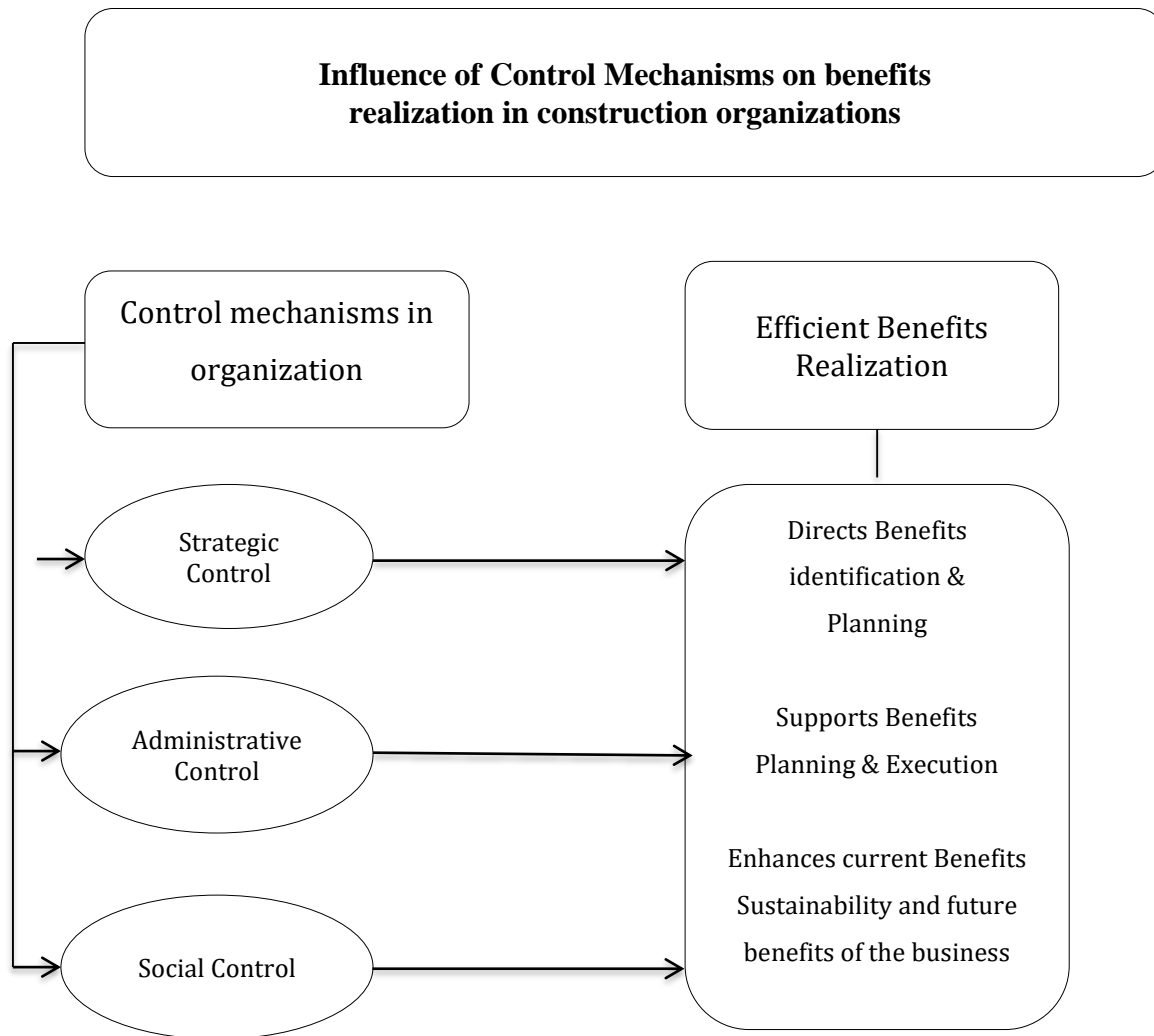 Influence of Control Mechanisms on benefits
realization in construction organizations
Control mechanisms in
organization
Efficient Benefits
Realization
Strategic
Control
Directs Benefits
identification &
Planning
Administrative
Control
Supports Benefits
Planning & Execution
Social Control
Enhances current Benefits
Sustainability and future
benefits of the business